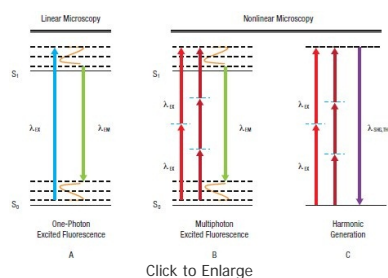 Linear Microscopy
Nonlinear Microscopy
S₁
λEX
λEM
S₀
One-Photon
Excited Fluorescence
A
S₁
λEX
λEX
λEM
S₀
Multiphoton
Excited Fluorescence
B
λEX
λEX
λSHG,THG
Harmonic
Generation
C
Click to Enlarge